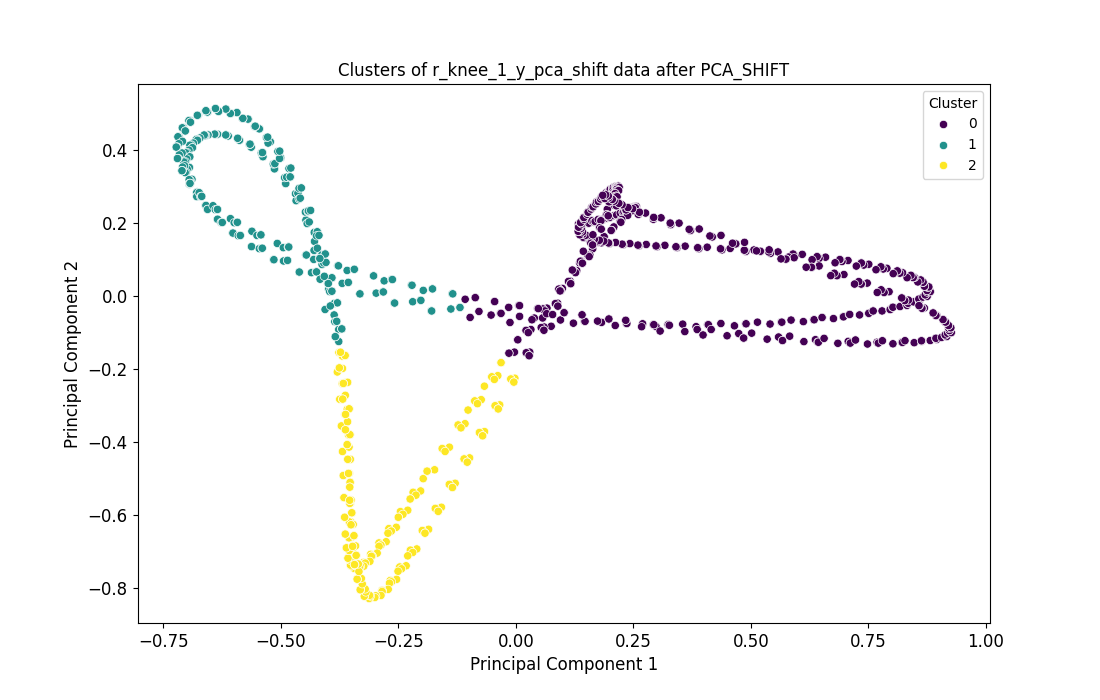 Clusters of r_knee_1_y_pca_shift data after PCA_SHIFT
Cluster
0
1
2
Principal Component 2
0.4
0.2
0.0
−0.2
−0.4
−0.6
−0.8
−0.75 −0.50 −0.25 0.00 0.25 0.50 0.75 1.00
Principal Component 1